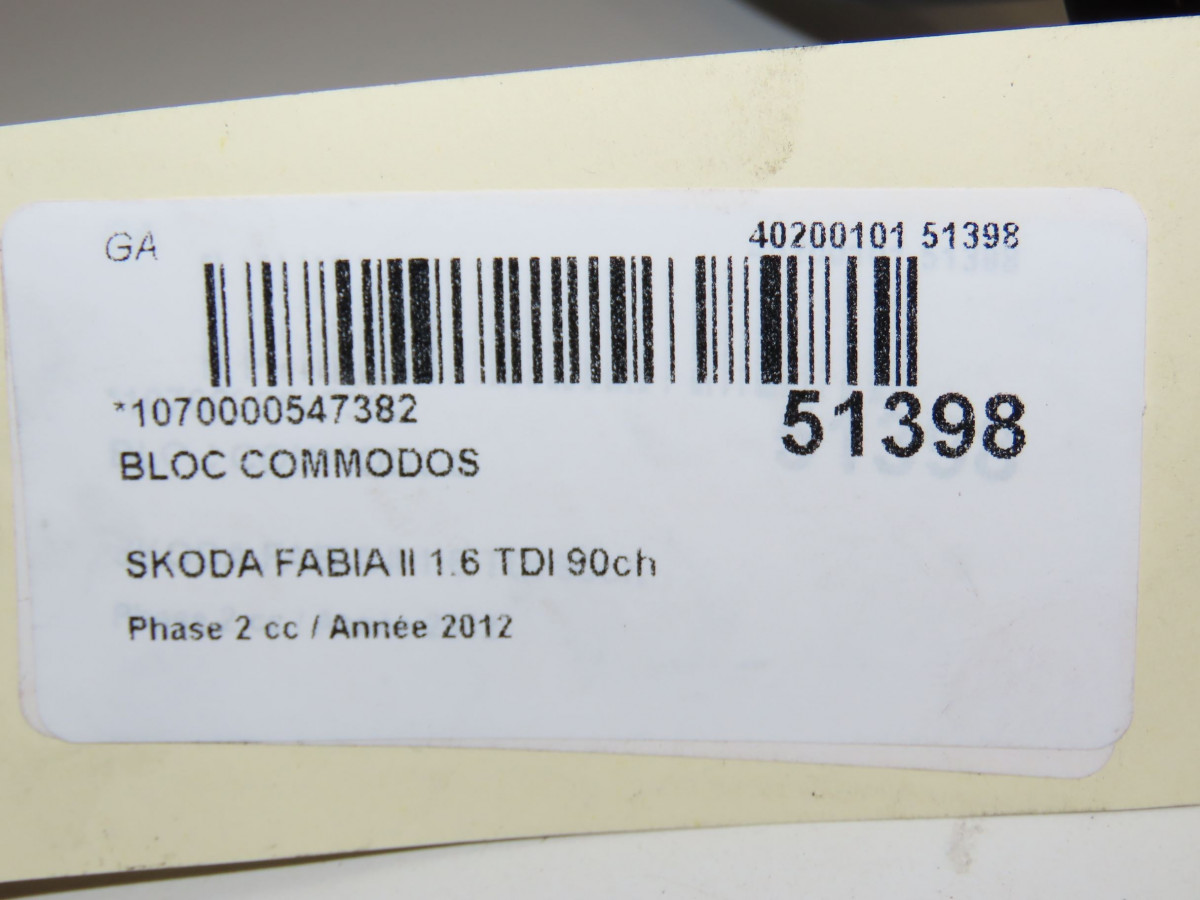 GA
40200101 51398
*1070000547382
51398
BLOC COMMODOS
SKODA FABIA II 1.6 TDI 90ch
Phase 2 cc / Année 2012